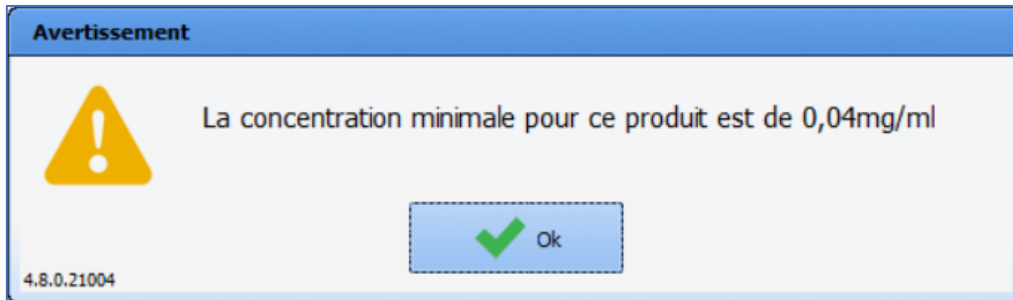 Avertissement
La concentration minimale pour ce produit est de 0,04mg/ml
Ok
4.8.0.21004